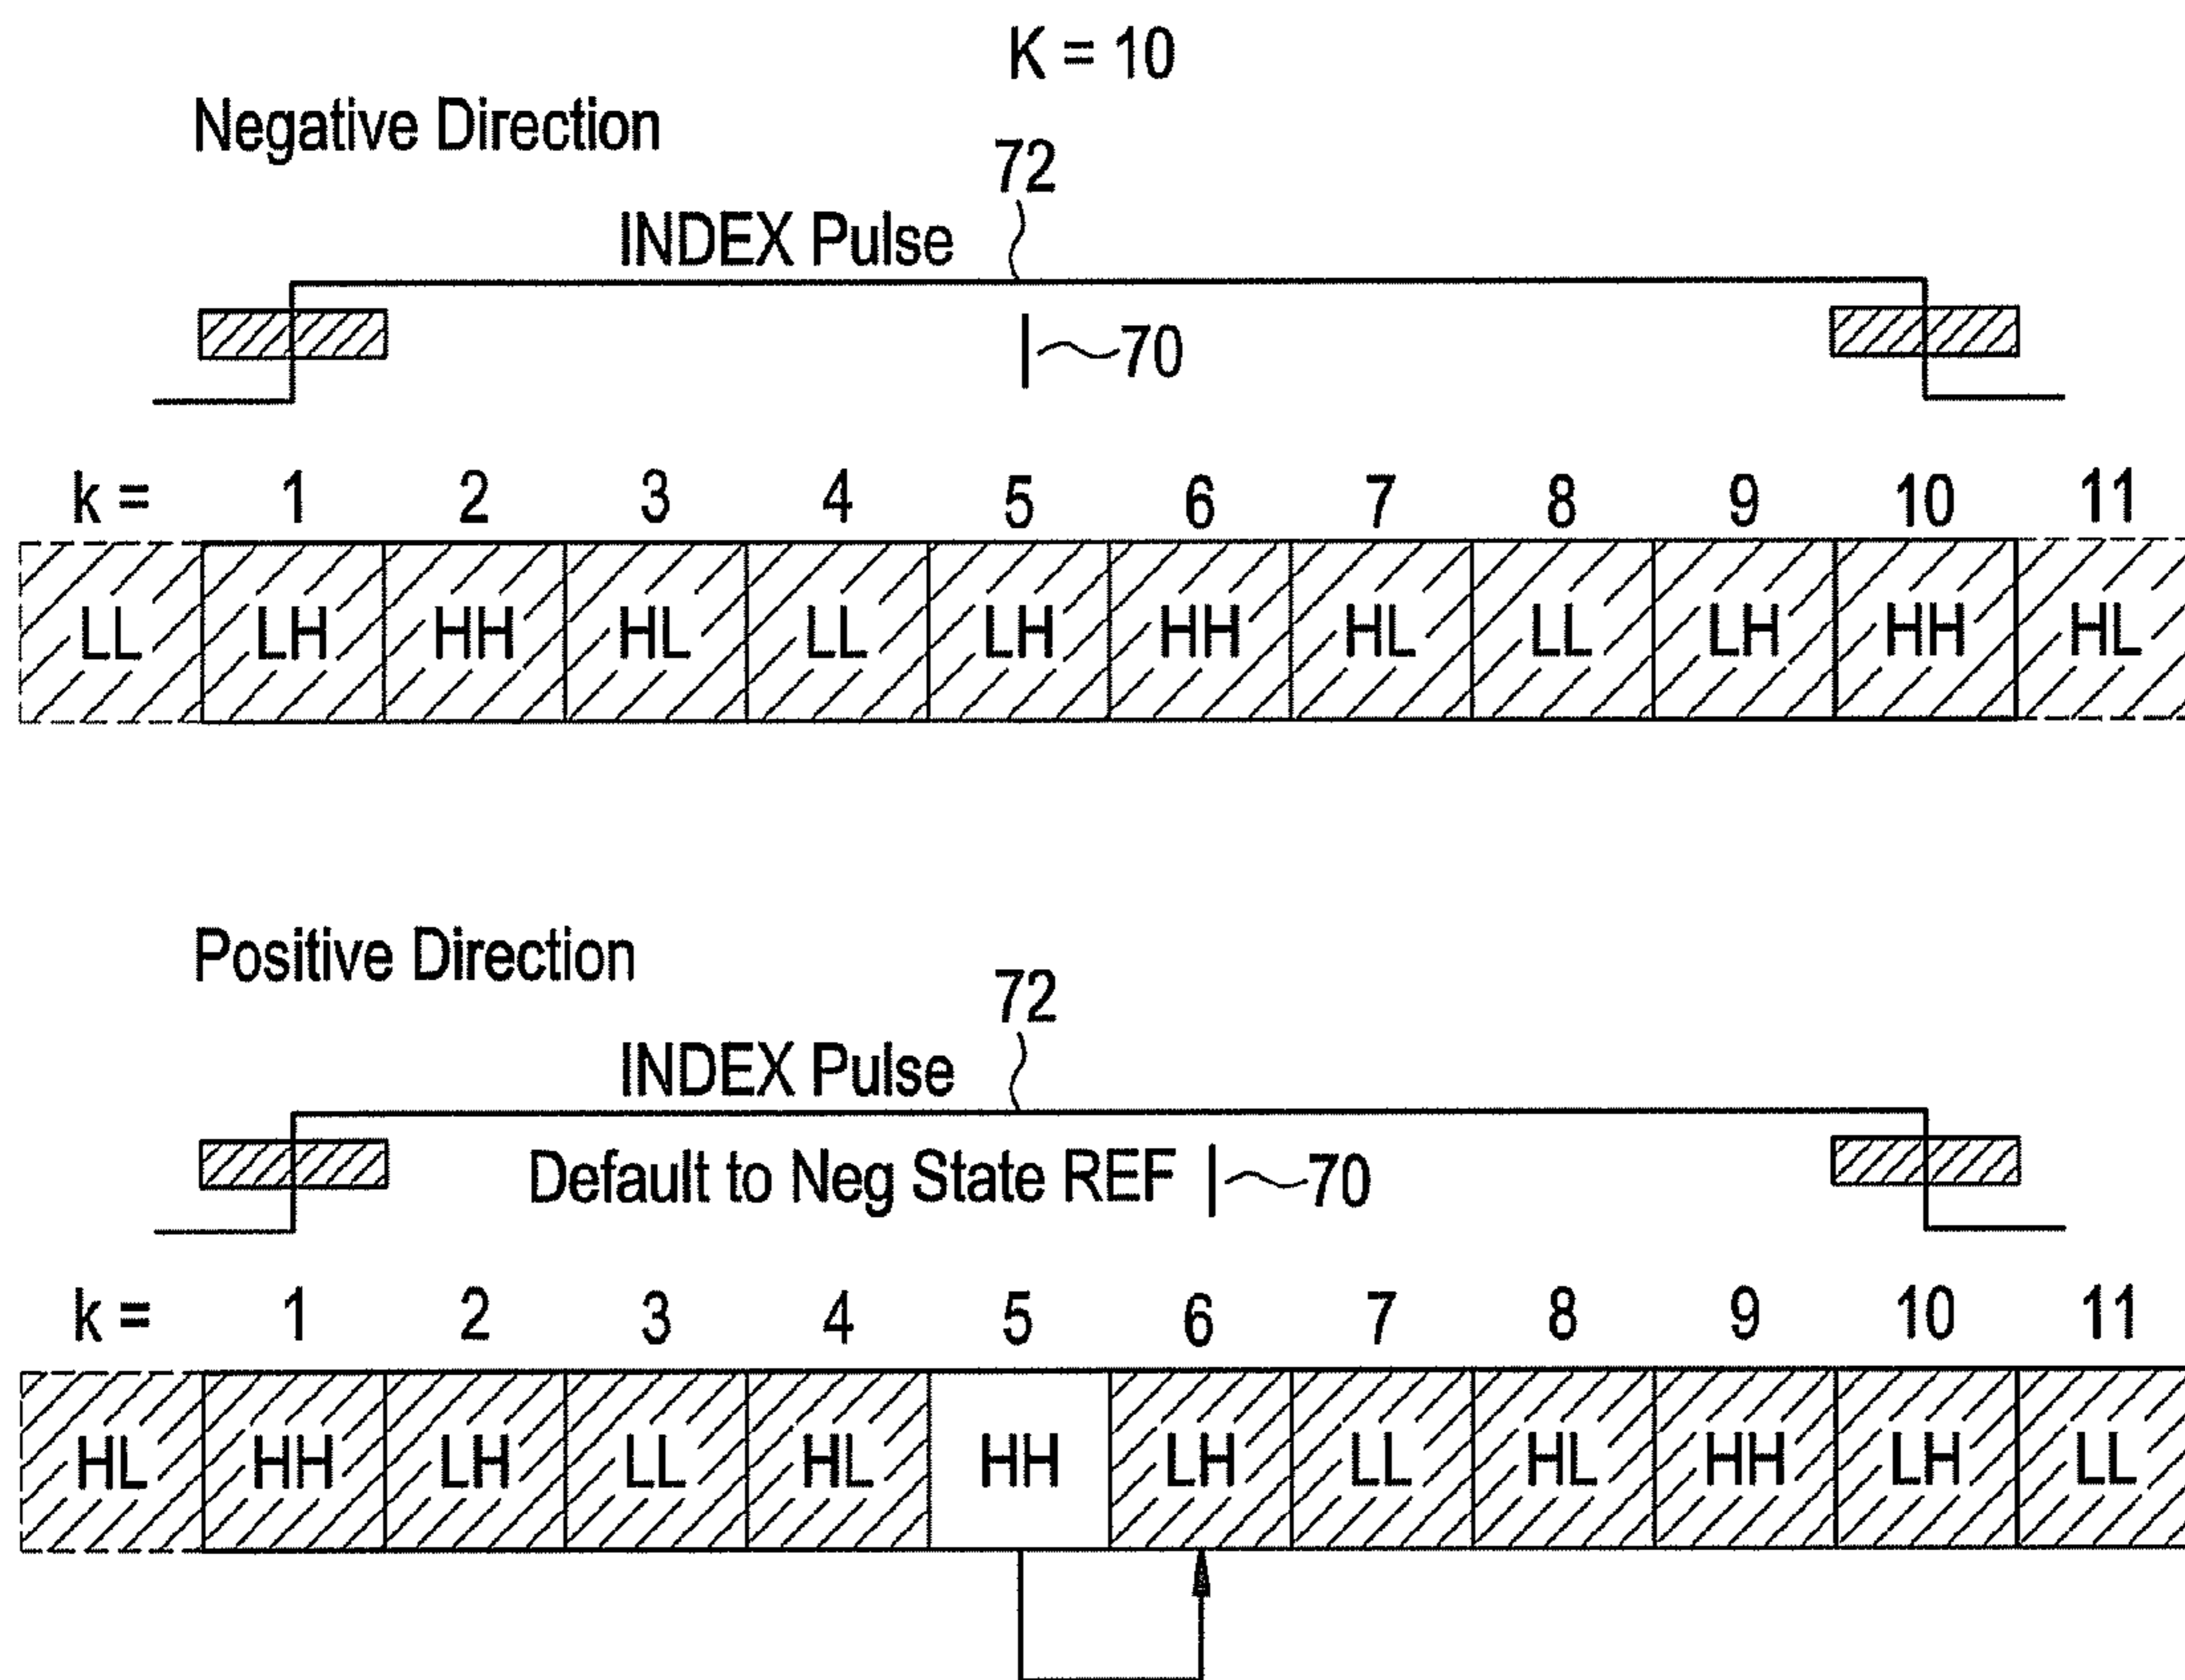 K = 10
Negative Direction
72
INDEX Pulse
70
k = 1 2 3 4 5 6 7 8 9 10 11
LL LH HH HL LL LH HH HL LL LH HH HL
Positive Direction
72
INDEX Pulse
Default to Neg State REF 70
k = 1 2 3 4 5 6 7 8 9 10 11
HL HH LH LL HL HH LH LL HL HH LH LL